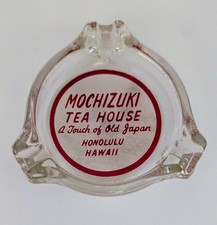 MOCHIZUKI
TEA HOUSE
A Touch of Old Japan
HONOLULU
HAWAII